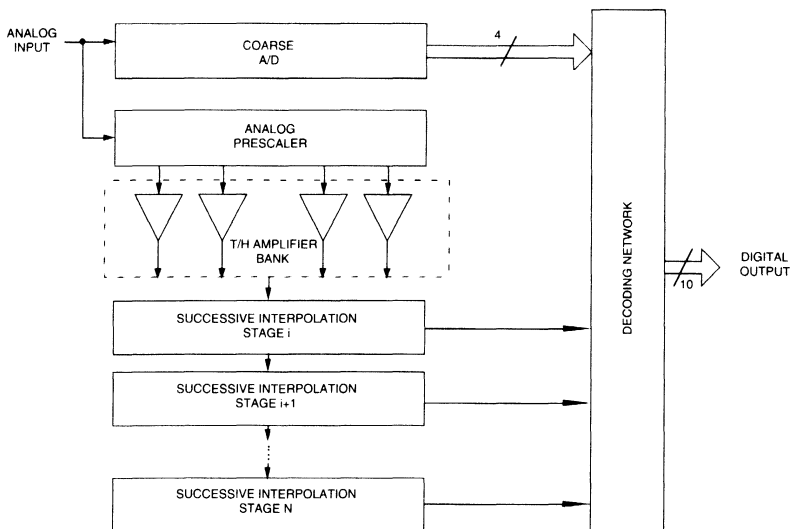 ANALOG
INPUT
COARSE
A/D
4
ANALOG
PRESCALER
T/H AMPLIFIER
BANK
DECODING NETWORK
10
DIGITAL
OUTPUT
SUCCESSIVE INTERPOLATION
STAGE i
SUCCESSIVE INTERPOLATION
STAGE i+1
SUCCESSIVE INTERPOLATION
STAGE N